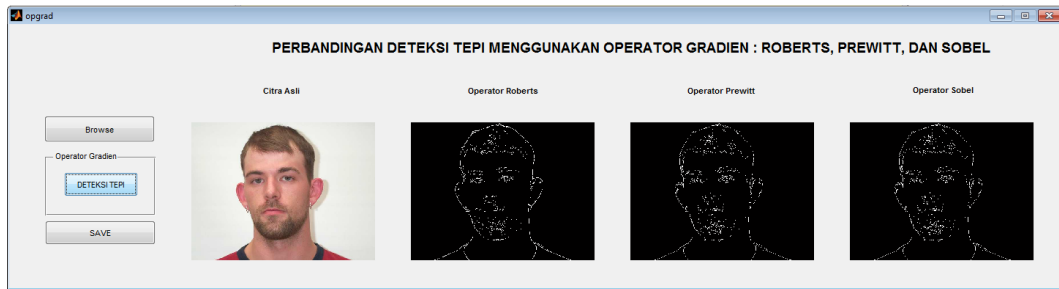 opgrad
PERBANDINGAN DETEKSI TEPI MENGGUNAKAN OPERATOR GRADIEN : ROBERTS, PREWITT, DAN SOBEL
Citra Asli
Operator Roberts
Operator Prewitt
Operator Sobel
Browse
Operator Gradien
DETEKSI TEPI
SAVE